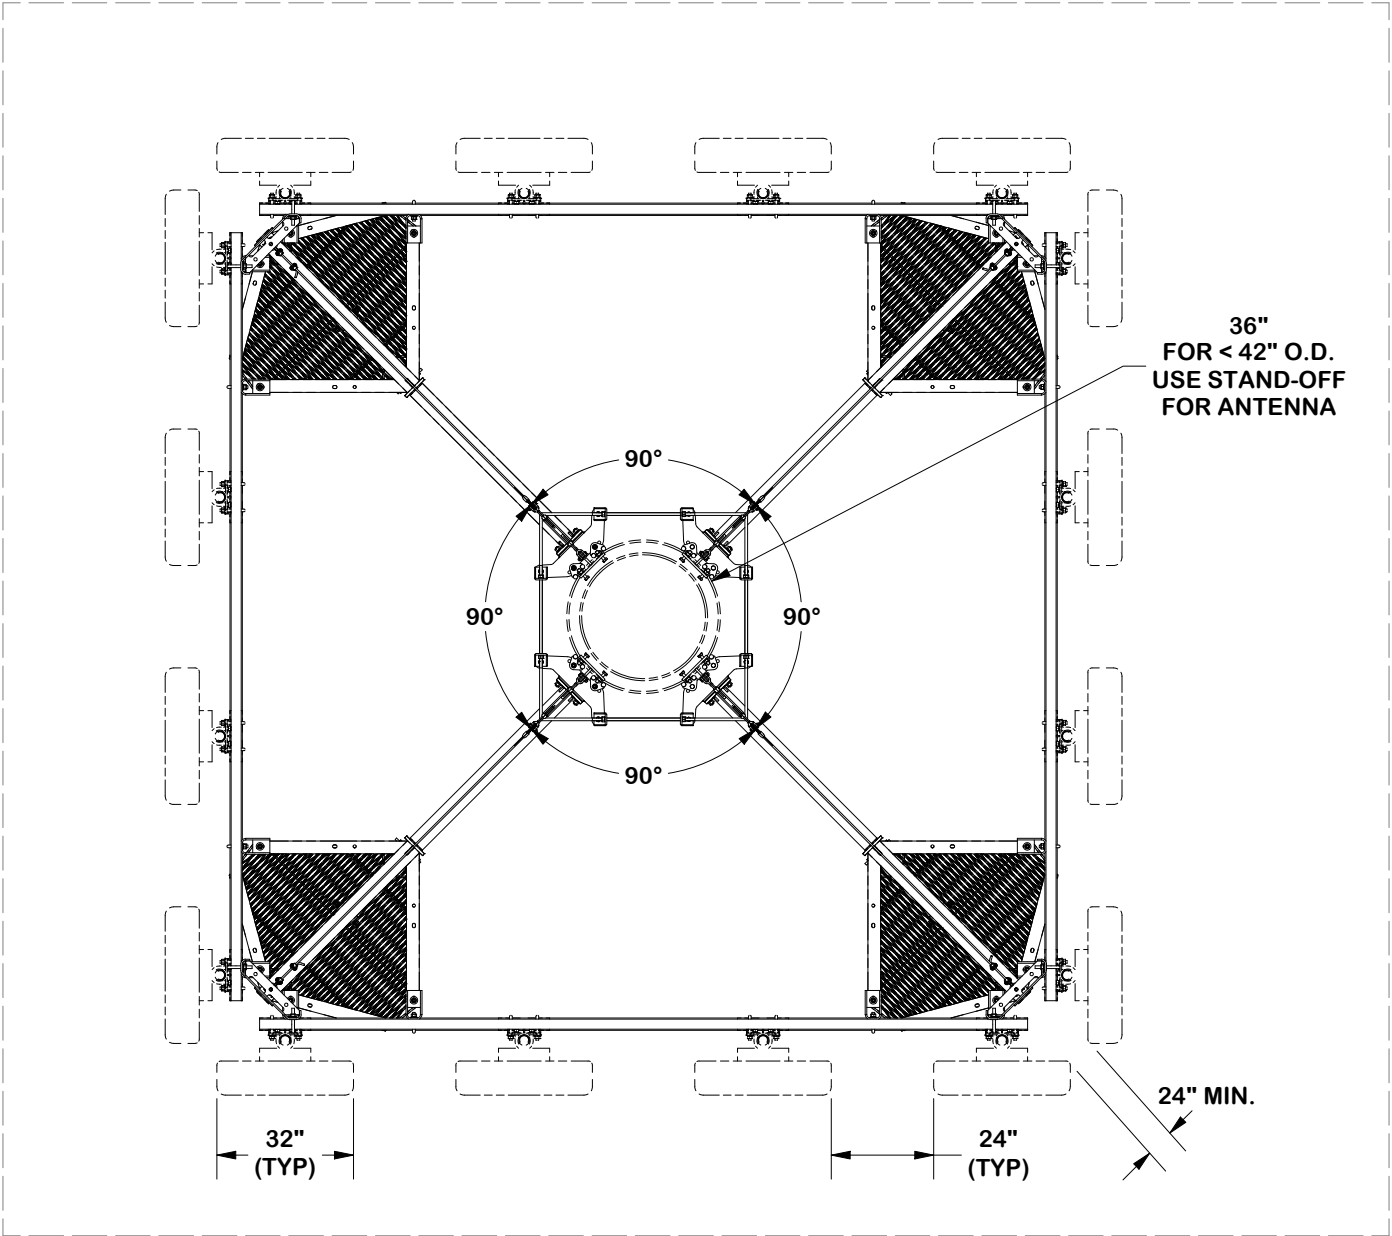 36"
FOR < 42" O.D.
USE STAND-OFF
FOR ANTENNA
90°
90°
90°
90°
24" MIN.
32"
(TYP)
24"
(TYP)